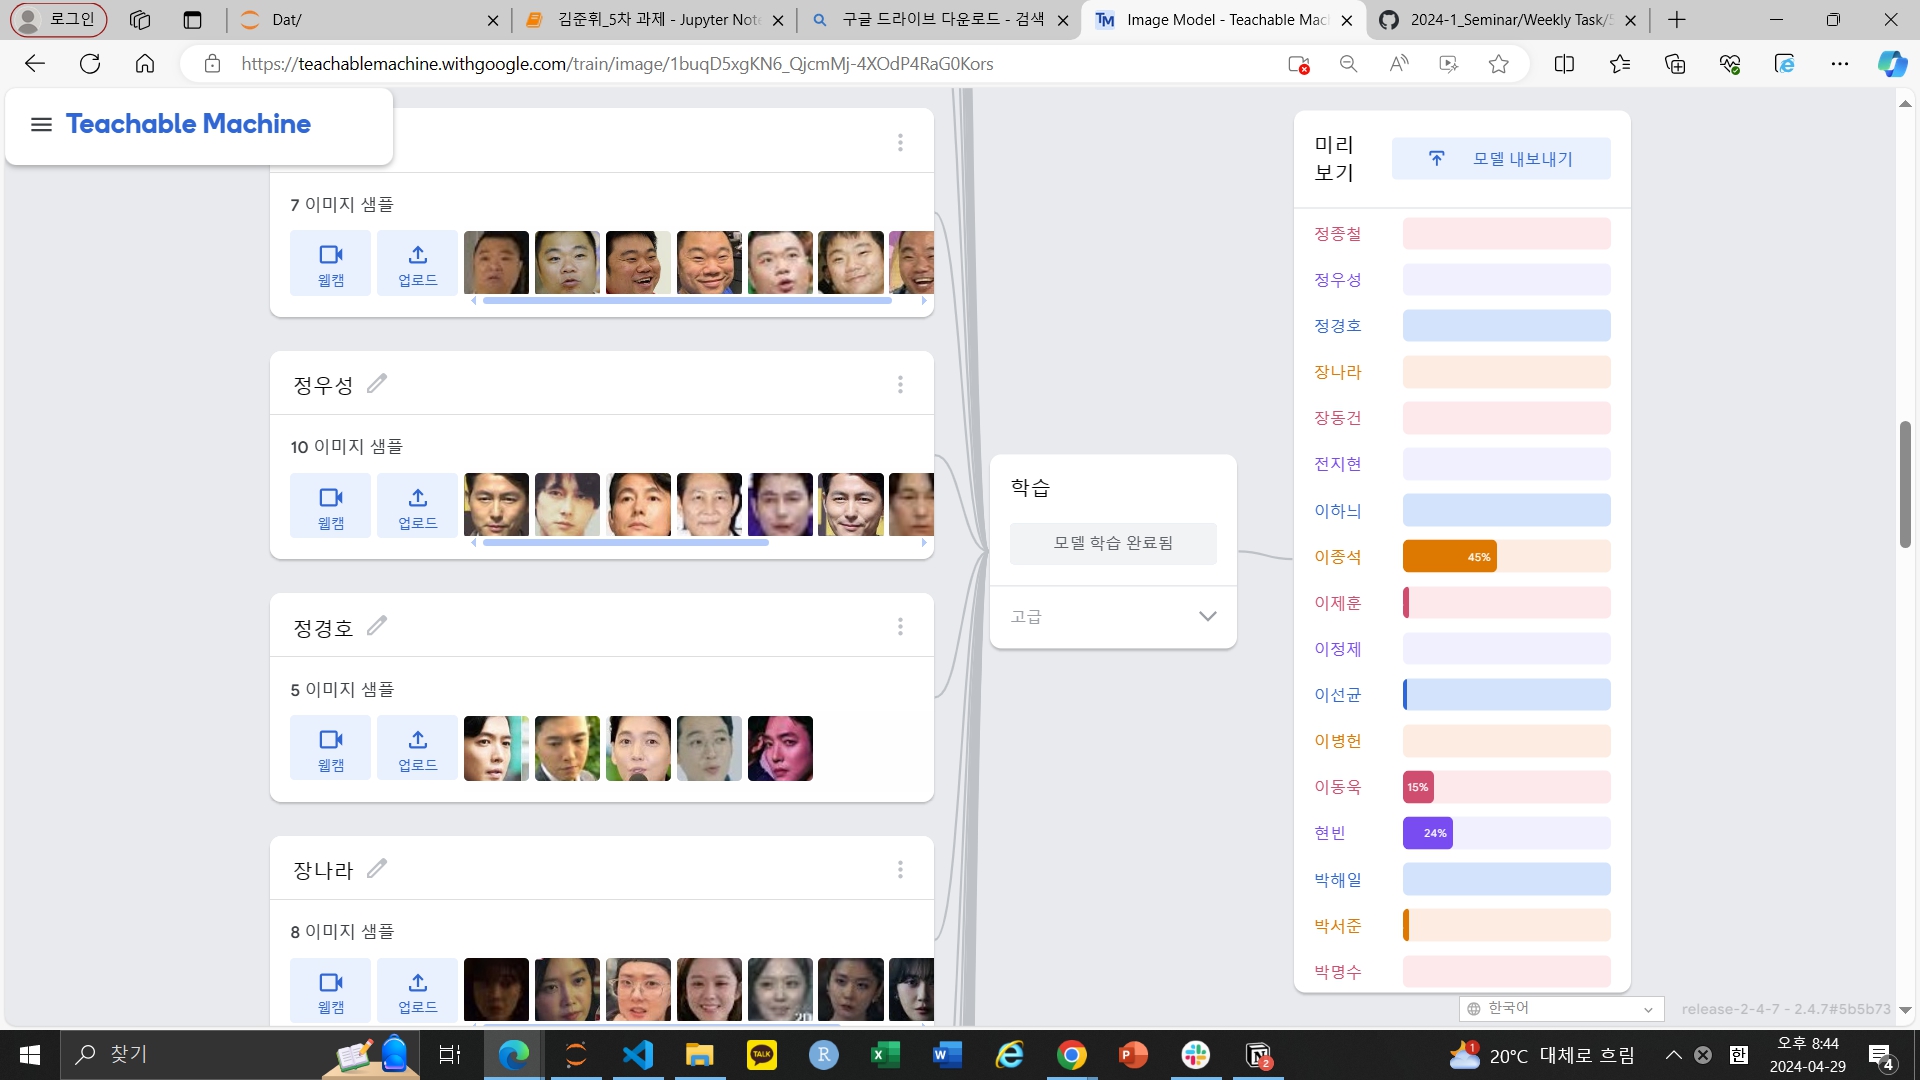 로그인
Dat/
김준휘_5차 과제 - Jupyter Note
구글 드라이브 다운로드 - 검색
TM Image Model - Teachable Mach
2024-1_Seminar/Weekly Task/5
https://teachablemachine.withgoogle.com/train/image/1buqD5xgKN6_QjcmMj-4XOdP4RaG0Kors
Teachable Machine
7 이미지 샘플
웹캠
업로드
정우성
10 이미지 샘플
웹캠
업로드
정경호
5 이미지 샘플
웹캠
업로드
장나라
8 이미지 샘플
웹캠
업로드
학습
모델 학습 완료됨
고급
미리
보기
모델 내보내기
정종철
정우성
정경호
장나라
장동건
전지현
이하늬
이종석 45%
이제훈
이정제
이선균
이병헌
이동욱 15%
현빈 24%
박해일
박서준
박명수
한국어
release-2-4-7 - 2.4.7#5b5b73
찾기
TALK
1
20°C 대체로 흐림
한
오후 8:44
2024-04-29
4
2